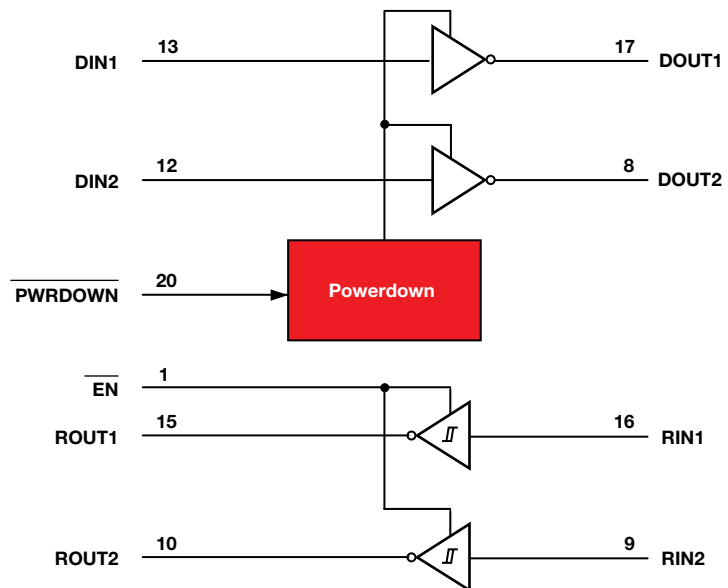 DIN1 13 17 DOUT1
DIN2 12 8 DOUT2
PWRDOWN 20 Powerdown
EN 1
ROUT1 15 16 RIN1
ROUT2 10 9 RIN2